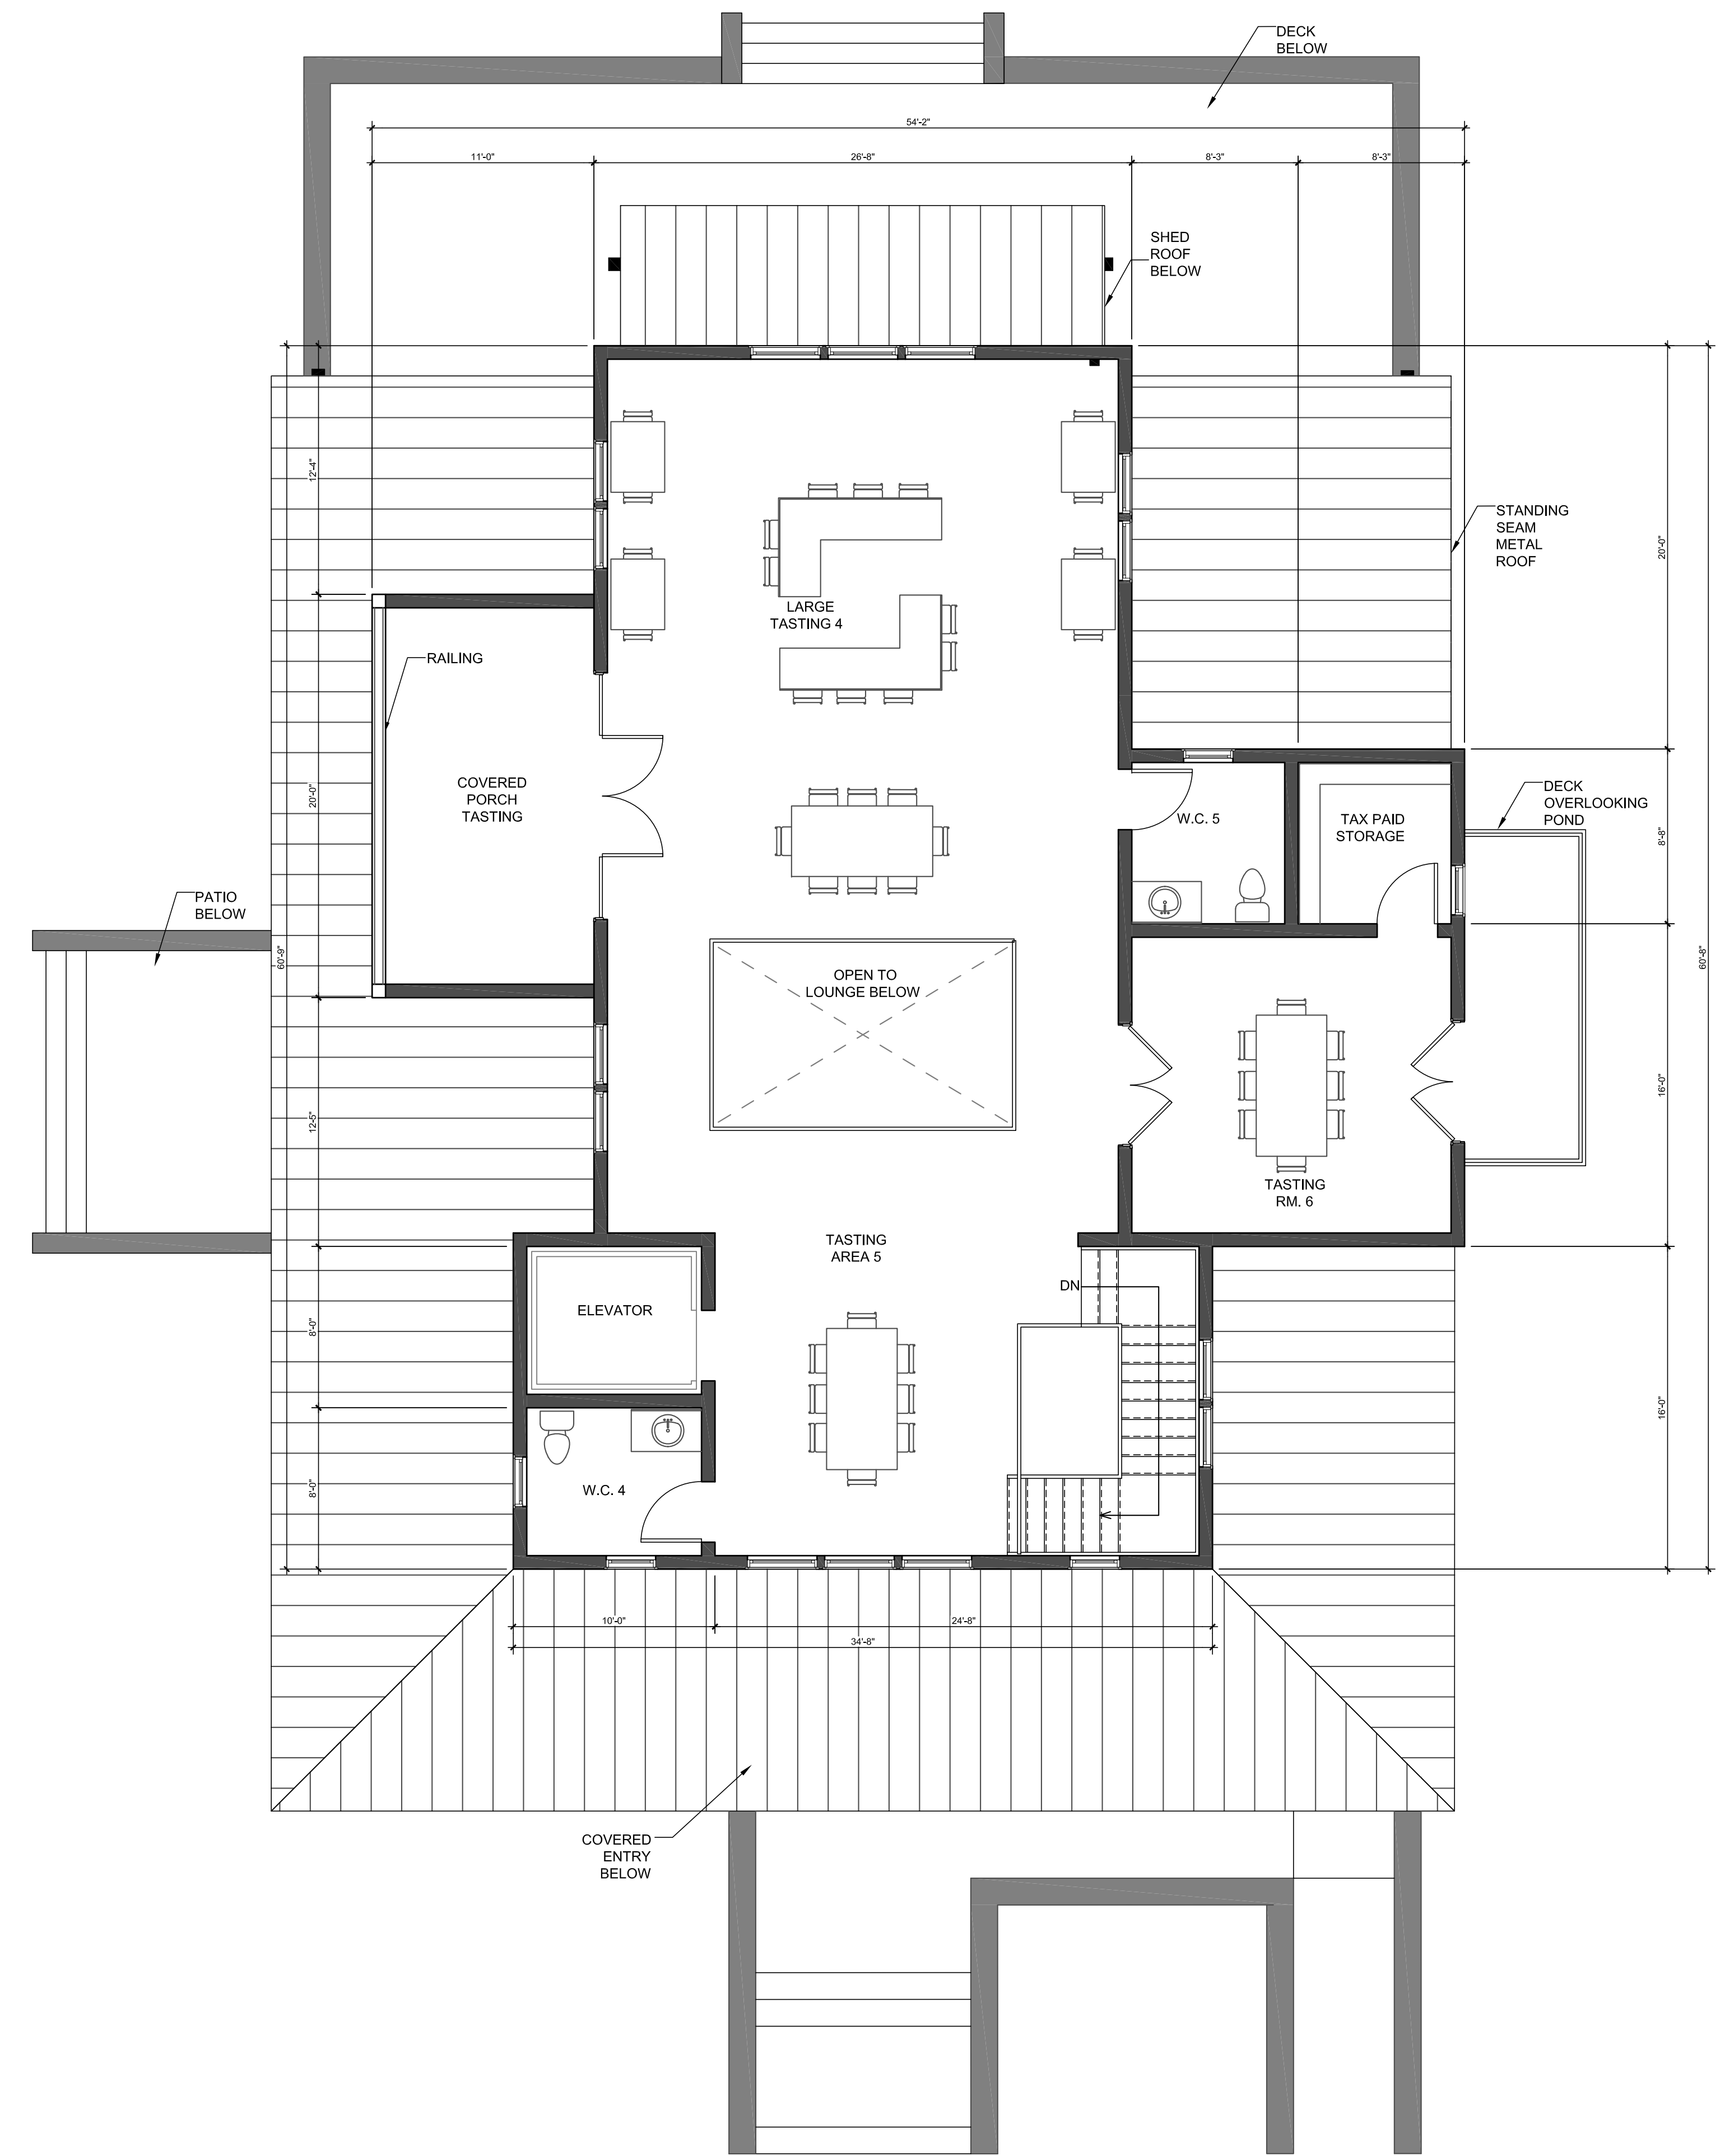 DECK
BELOW
54'-2"
11'-0"
26'-8"
8'-3"
8'-3"
SHED
ROOF
BELOW
12'-4"
STANDING
SEAM
METAL
ROOF
20'-0"
LARGE
TASTING 4
RAILING
COVERED
PORCH
TASTING
20'-0"
W.C. 5
TAX PAID
STORAGE
DECK
OVERLOOKING
POND
8'-8"
PATIO
BELOW
60'-9"
60'-8"
OPEN TO
LOUNGE BELOW
12'-5"
16'-0"
TASTING
RM. 6
TASTING
AREA 5
DN
ELEVATOR
8'-0"
16'-0"
W.C. 4
8'-0"
10'-0"
24'-8"
34'-8"
COVERED
ENTRY
BELOW